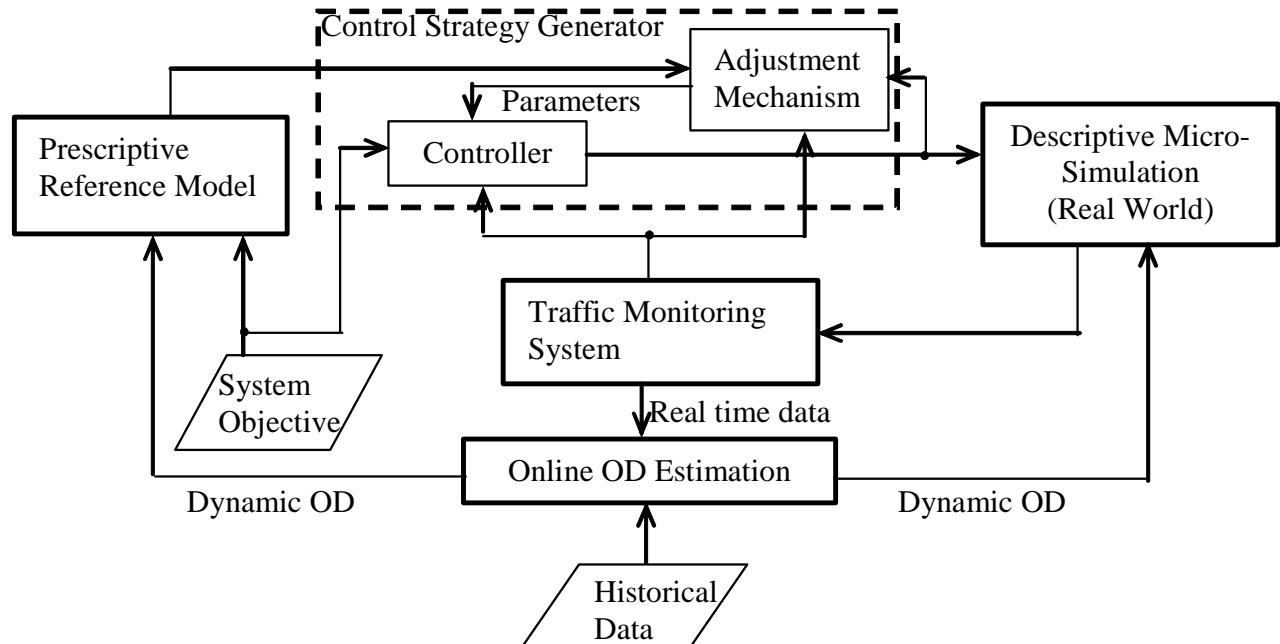 Control Strategy Generator
Adjustment
Mechanism
Parameters
Prescriptive
Reference Model
Controller
Descriptive Micro-
Simulation
(Real World)
Traffic Monitoring
System
System
Objective
Real time data
Online OD Estimation
Dynamic OD
Dynamic OD
Historical
Data